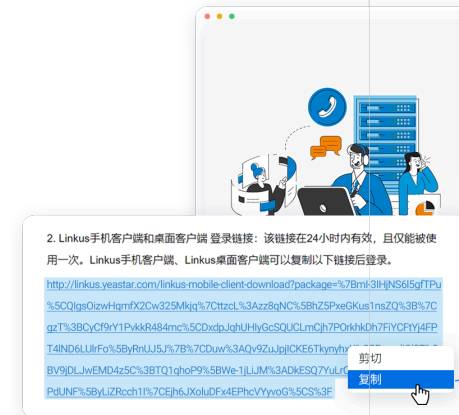 2. Linkus手机客户端和桌面客户端 登录链接：该链接在24小时内有效，且仅能被使
用一次。Linkus手机客户端、Linkus桌面客户端可以复制以下链接后登录。
http://linkus.yeastar.com/linkus-mobile-client-download?package=%7BmI-3IHjNS6l5gfTPu
%5CQIgsOizwHqmfX2Cw325Mkjq%7CttzcL%3Azz8qNC%5BhZ5PxeGKus1nsZQ%3B%7C
gzT%3BCyCf9rY1PvkkR484mc%5CDxdpJqhUHIyGcSQUCLmCjh7POrkhkDh7FiYCFtYj4FP
T4lND6LUlrFo%5ByRnUJ5J%7B%7CDuw%3AQv9ZuJpjICKE6Tkynyhx
BV9jDLJwEMD4z5C%3BTQ1qhoP9%5BWe-1jLiJM%3ADkESQ7YuLr
PdUNF%5ByLiZRcch1I%7CEjh6JXoluDFx4EPhcVYyvoG%5CS%3F
剪切
复制